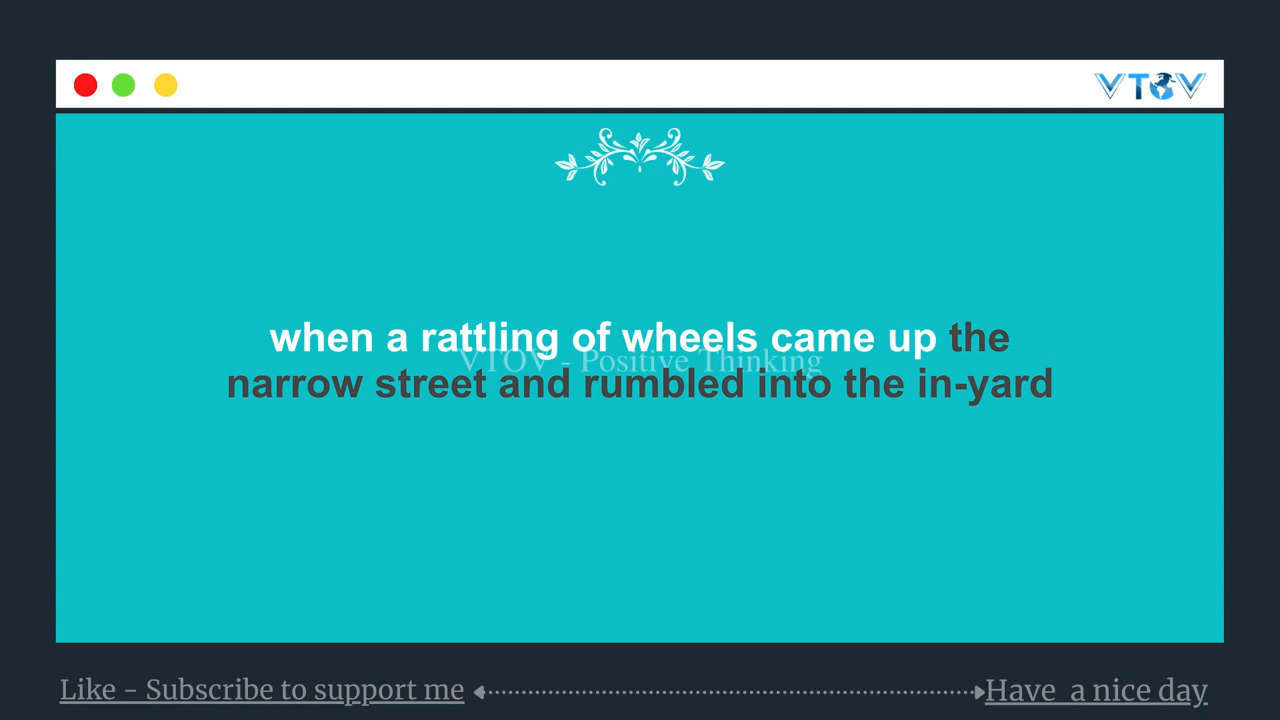 VTOV
when a rattling of wheels came up the
VTOV - Positive Thinking
narrow street and rumbled into the in-yard
Like - Subscribe to support me
Have a nice day